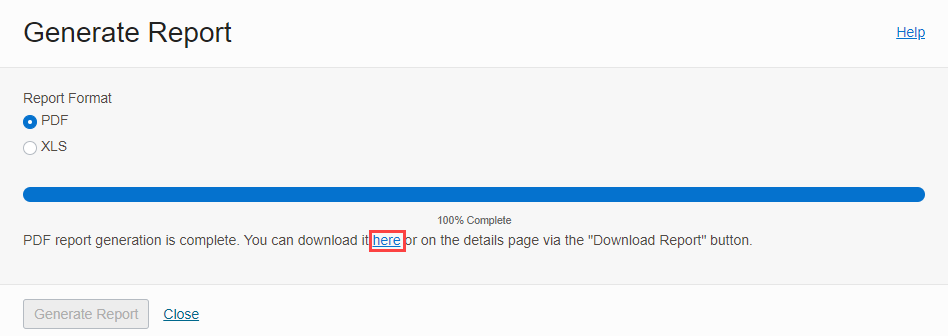 Generate Report
Help
Report Format
PDF
XLS
100% Complete
PDF report generation is complete. You can download it here or on the details page via the "Download Report" button.
Generate Report
Close